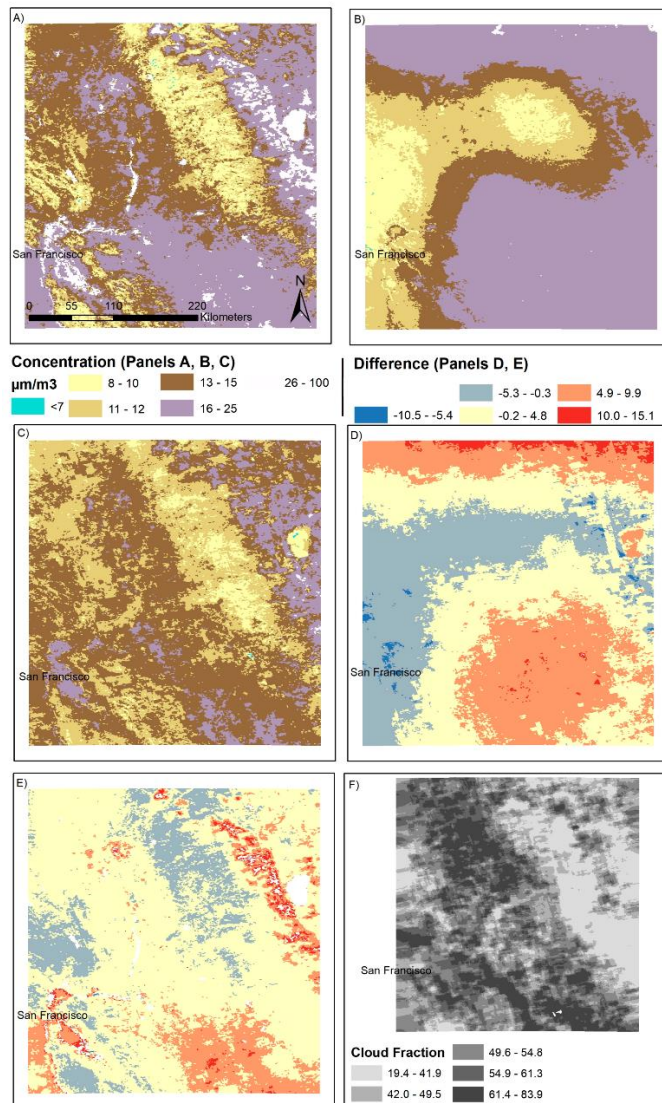 A)
B)
San Francisco
San Francisco
N
0 55 110 220
Kilometers
Concentration (Panels A, B, C)
Difference (Panels D, E)
µm/m3
8 - 10
13 - 15
26 - 100
<7
11 - 12
16 - 25
-5.3 - -0.3
4.9 - 9.9
-10.5 - -5.4
-0.2 - 4.8
10.0 - 15.1
C)
D)
San Francisco
San Francisco
E)
F)
San Francisco
San Francisco
Cloud Fraction
49.6 - 54.8
19.4 - 41.9
54.9 - 61.3
42.0 - 49.5
61.4 - 83.9